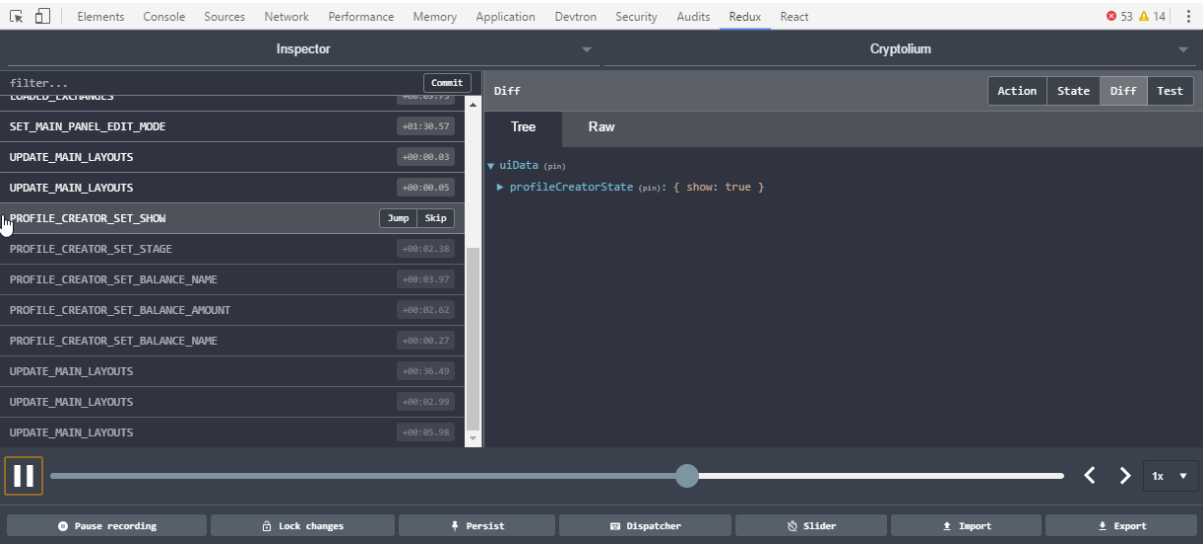 Elements Console Sources Network Performance Memory Application Devtron Security Audits Redux React 53 14
Inspector Cryptolium
filter... Commit
LOADED_EXCHANGES +00:09.73
SET_MAIN_PANEL_EDIT_MODE +01:30.57
UPDATE_MAIN_LAYOUTS +00:00.03
UPDATE_MAIN_LAYOUTS +00:00.05
PROFILE_CREATOR_SET_SHOW Jump Skip
PROFILE_CREATOR_SET_STAGE +00:02.38
PROFILE_CREATOR_SET_BALANCE_NAME +00:03.97
PROFILE_CREATOR_SET_BALANCE_AMOUNT +00:02.62
PROFILE_CREATOR_SET_BALANCE_NAME +00:00.27
UPDATE_MAIN_LAYOUTS +00:36.49
UPDATE_MAIN_LAYOUTS +00:02.99
UPDATE_MAIN_LAYOUTS +00:05.98
Diff Action State Diff Test
Tree Raw
uiData (pin)
profileCreatorState (pin): { show: true }
1x
Pause recording Lock changes Persist Dispatcher Slider Import Export